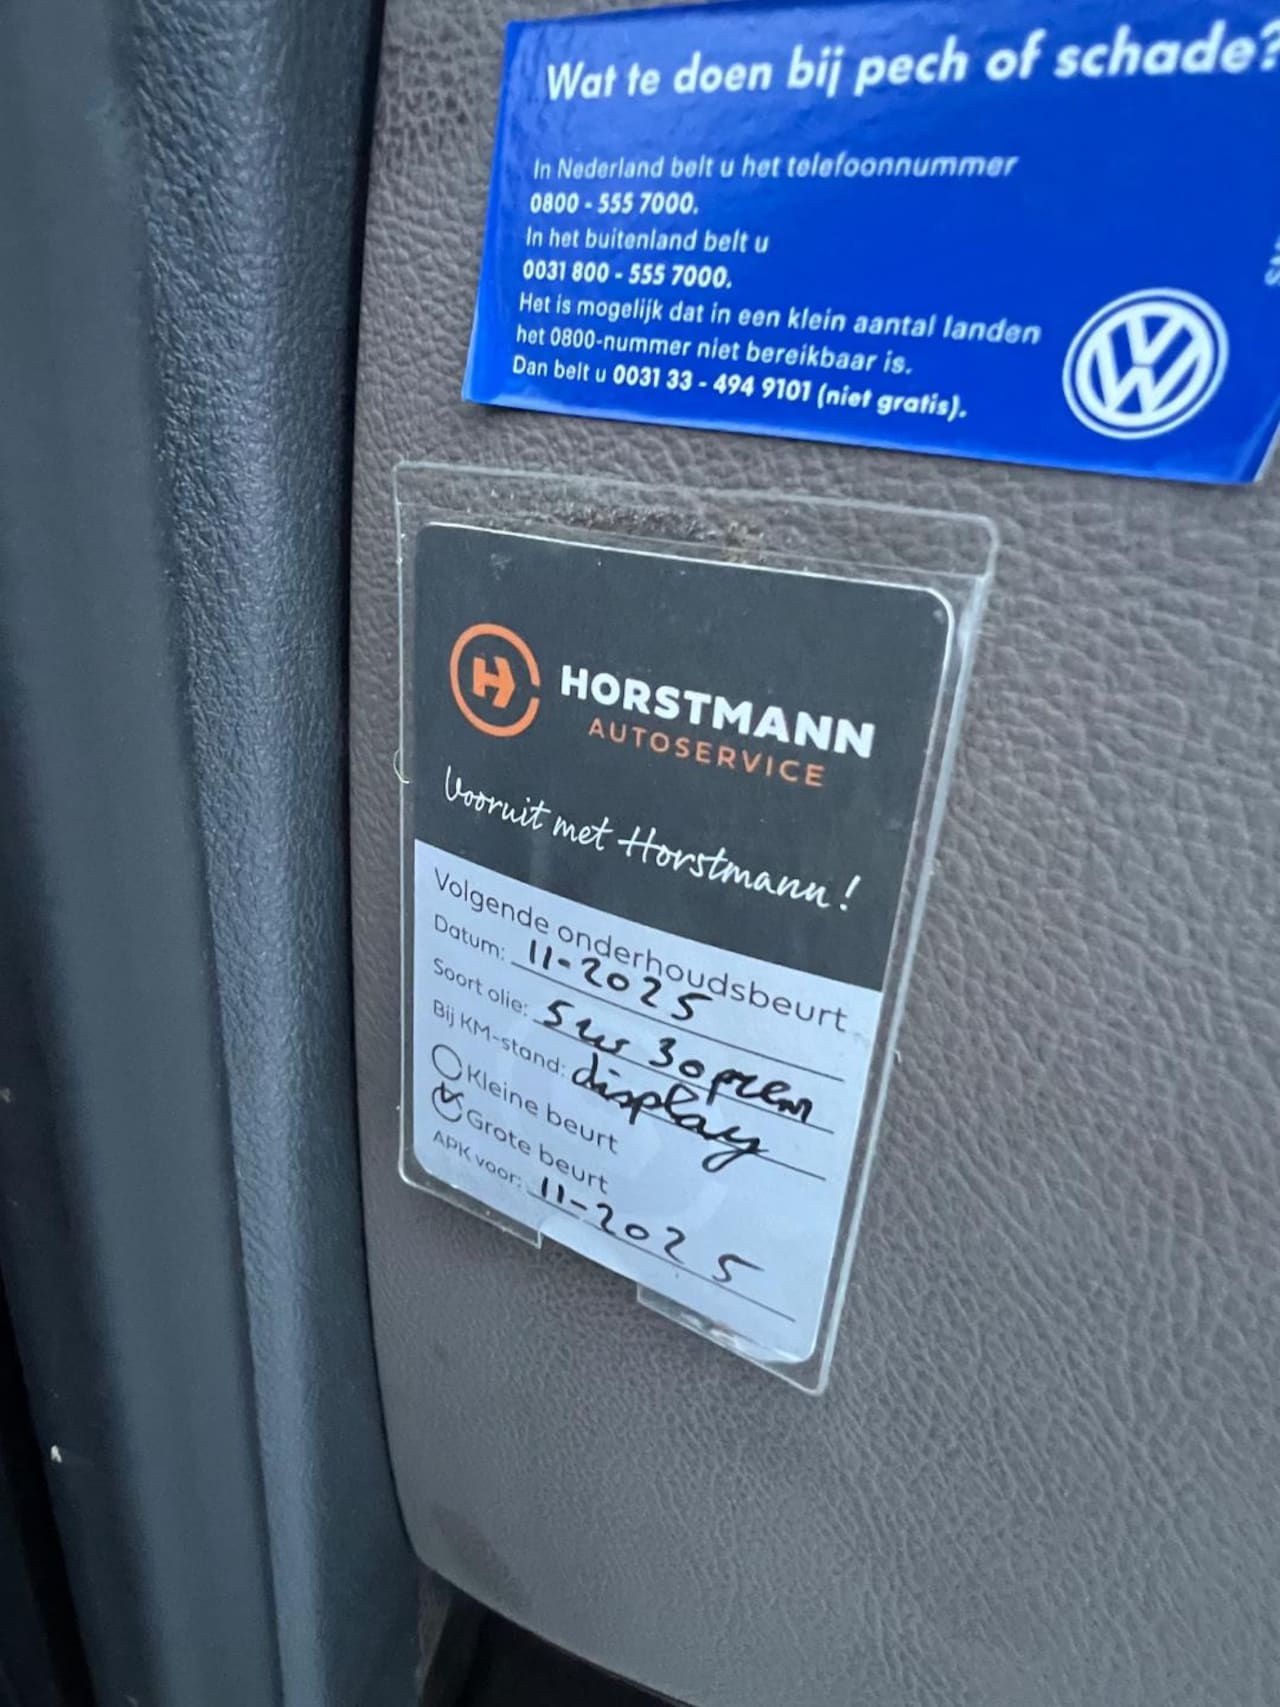 Wat te doen bij pech of schade?
In Nederland belt u het telefoonnummer
0800 - 555 7000.
In het buitenland belt u
0031 800 - 555 7000.
Het is mogelijk dat in een klein aantal landen
het 0800-nummer niet bereikbaar is.
Dan belt u 0031 33 - 494 9101 (niet gratis).
HORSTMANN
AUTOSERVICE
Vooruit met Horstmann!
Volgende onderhoudsbeurt
Datum: 11-2025
Soort olie: 5w 30 prem
Bij KM-stand: display
Kleine beurt
Grote beurt
APK voor: 11-2025